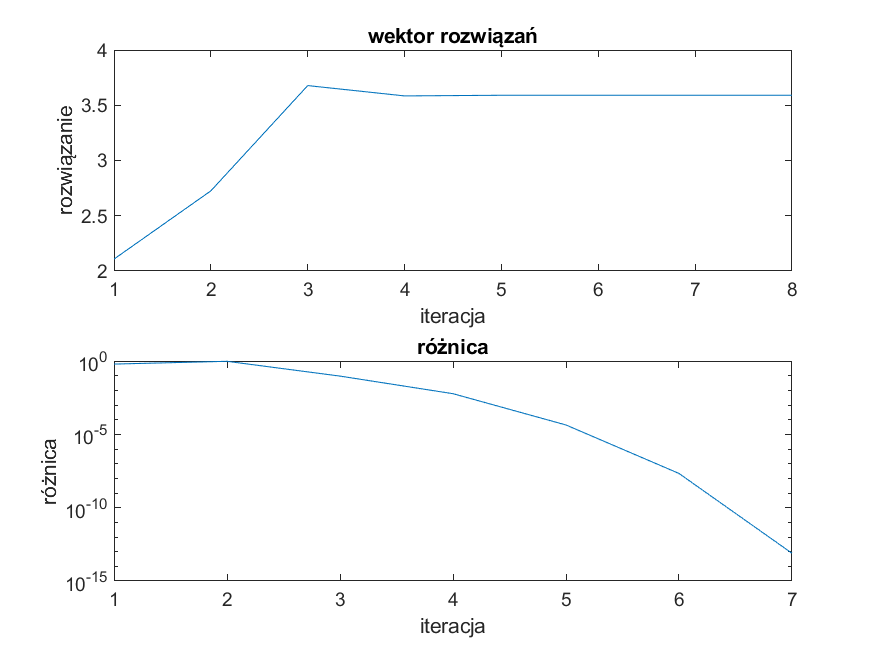 wektor rozwiązań
4
3.5
3
2.5
2
rozwiązanie
1 2 3 4 5 6 7 8
iteracja
różnica
10^0
10^-5
10^-10
10^-15
różnica
1 2 3 4 5 6 7
iteracja